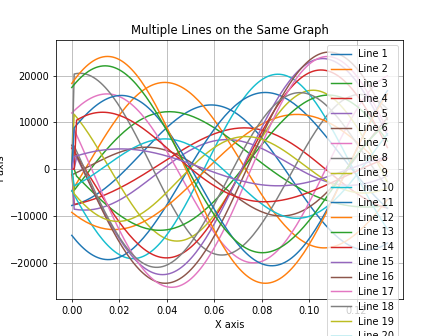 Multiple Lines on the Same Graph
20000
10000
0
−10000
−20000
0.00
0.02
0.04
0.06
0.08
0.10
X axis
Line 1
Line 2
Line 3
Line 4
Line 5
Line 6
Line 7
Line 8
Line 9
Line 10
Line 11
Line 12
Line 13
Line 14
Line 15
Line 16
Line 17
Line 18
Line 19
Line 20